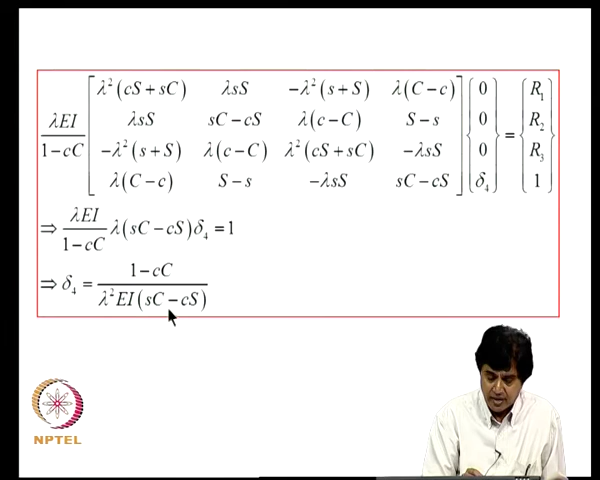 λEI/(1−cC) [λ²(cS+sC) λsS −λ²(s+S) λ(C−c)] {0} = {R₁}
[λsS sC−cS λ(c−C) S−s] {0} {R₂}
[−λ²(s+S) λ(c−C) λ²(cS+sC) −λsS] {0} {R₃}
[λ(C−c) S−s −λsS sC−cS] {δ₄} {1}
⇒ λEI/(1−cC) λ(sC−cS)δ₄ = 1
⇒ δ₄ = (1−cC)/(λ²EI(sC−cS))
NPTEL